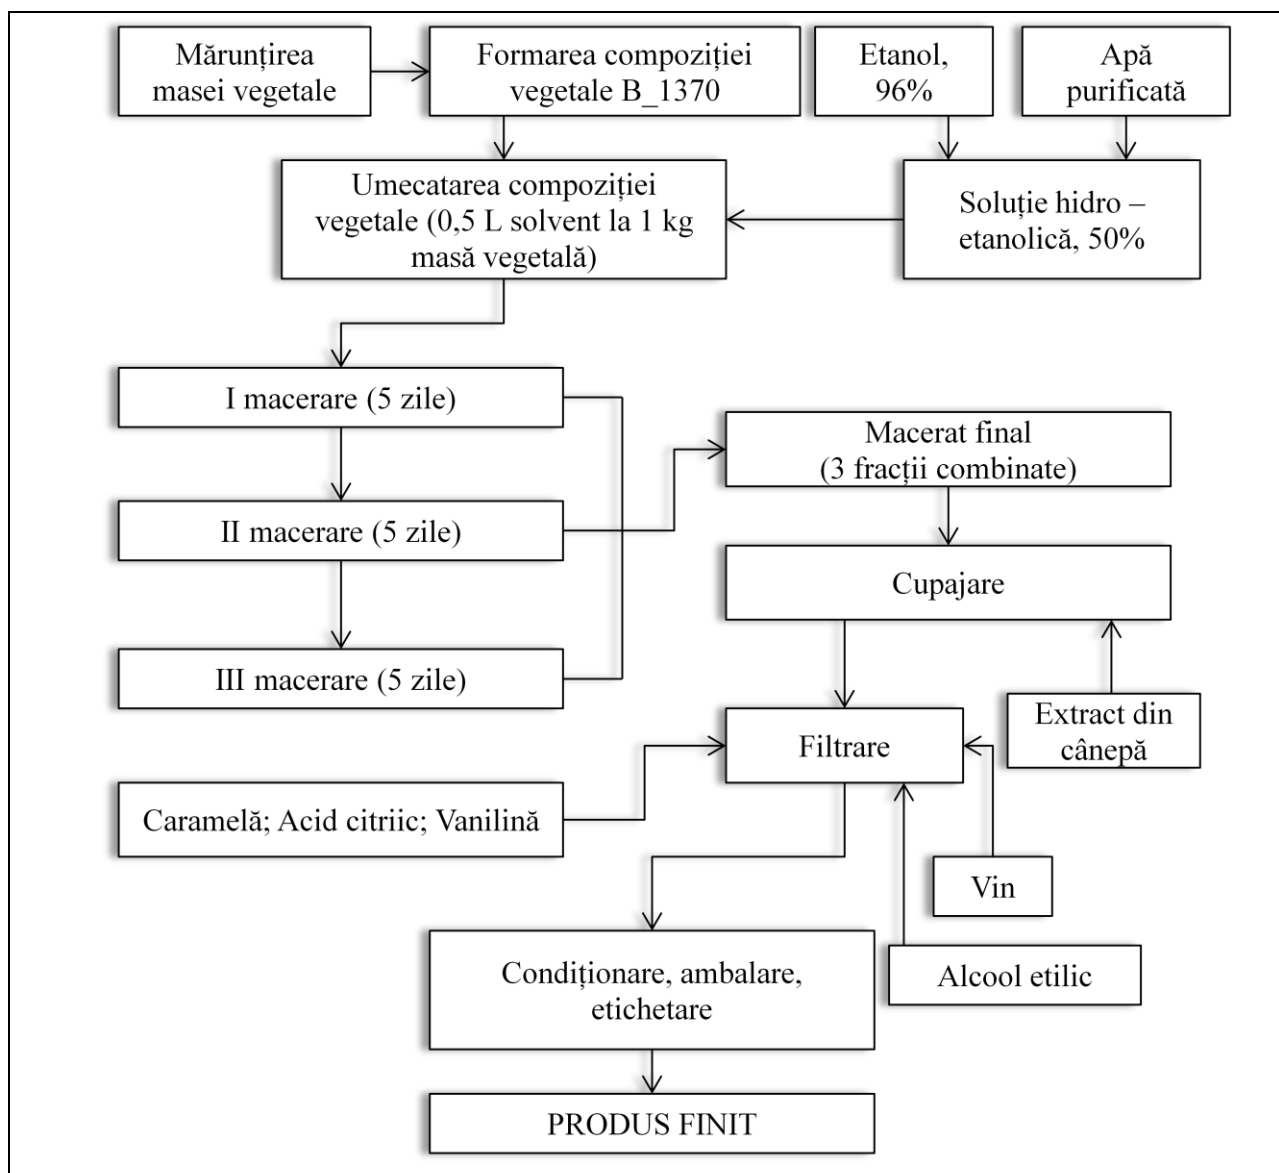 Mărunțirea
masei vegetale
Formarea compoziției
vegetale B_1370
Etanol,
96%
Apă
purificată
Umecatarea compoziției
vegetale (0,5 L solvent la 1 kg
masă vegetală)
Soluție hidro –
etanolică, 50%
I macerare (5 zile)
Macerat final
(3 fracții combinate)
II macerare (5 zile)
Cupajare
III macerare (5 zile)
Extract din
cânepă
Filtrare
Caramelă; Acid citriic; Vanilină
Vin
Condiționare, ambalare,
etichetare
Alcool etilic
PRODUS FINIT